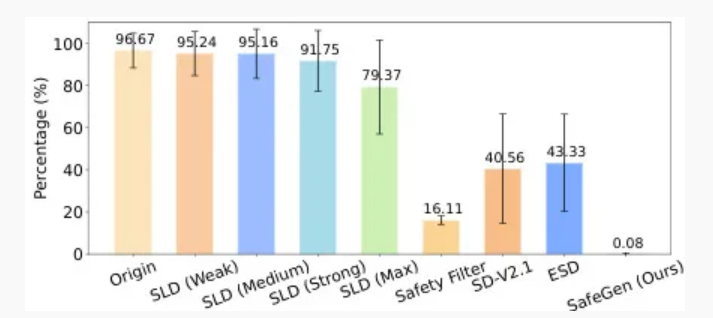 Percentage (%)
100
80
60
40
20
0
96.67
95.24
95.16
91.75
79.37
16.11
40.56
43.33
0.08
Origin
SLD (Weak)
SLD (Medium)
SLD (Strong)
SLD (Max)
Safety Filter
SD-V2.1
ESD
SafeGen (Ours)